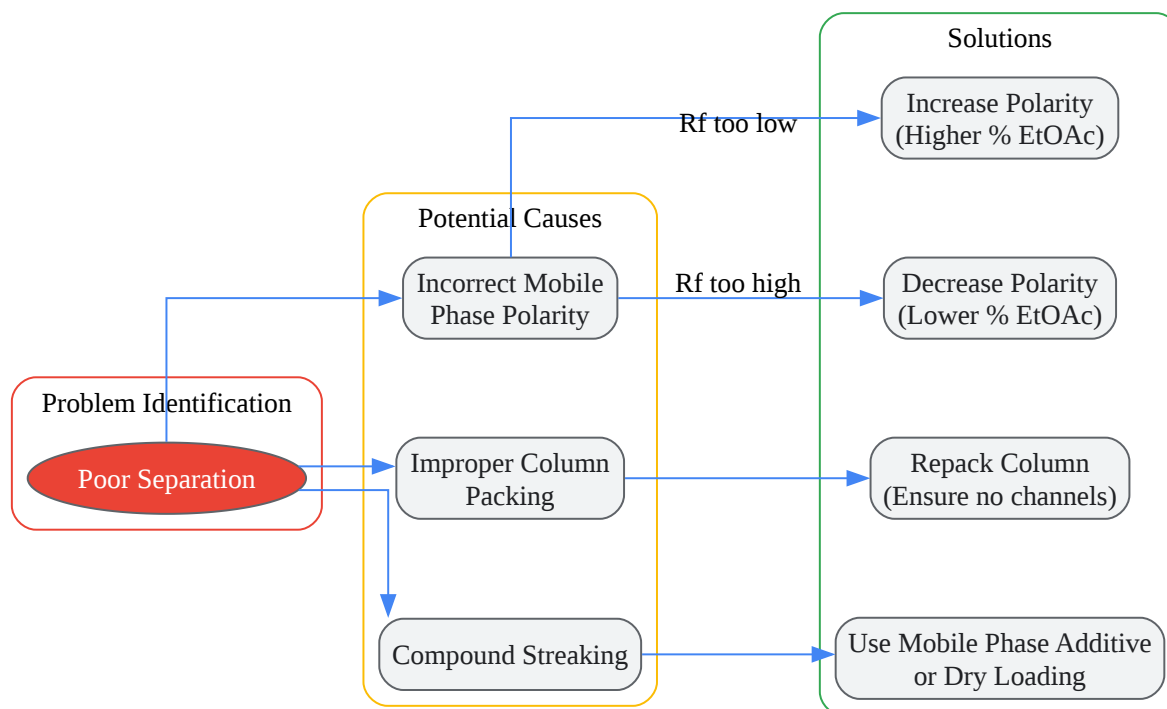 Solutions
Increase Polarity
(Higher % EtOAc)
Rf too low
Potential Causes
Incorrect Mobile
Phase Polarity
Rf too high
Decrease Polarity
(Lower % EtOAc)
Problem Identification
Poor Separation
Improper Column
Packing
Repack Column
(Ensure no channels)
Compound Streaking
Use Mobile Phase Additive
or Dry Loading